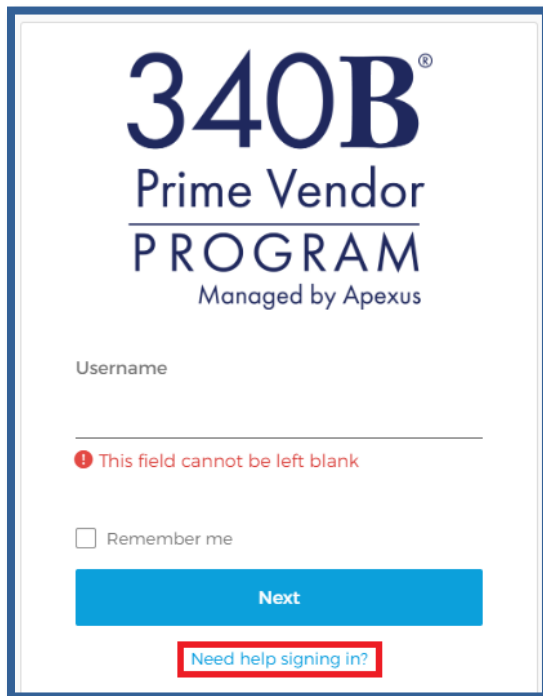 340B®
Prime Vendor
PROGRAM
Managed by Apexus
Username
This field cannot be left blank
Remember me
Next
Need help signing in?